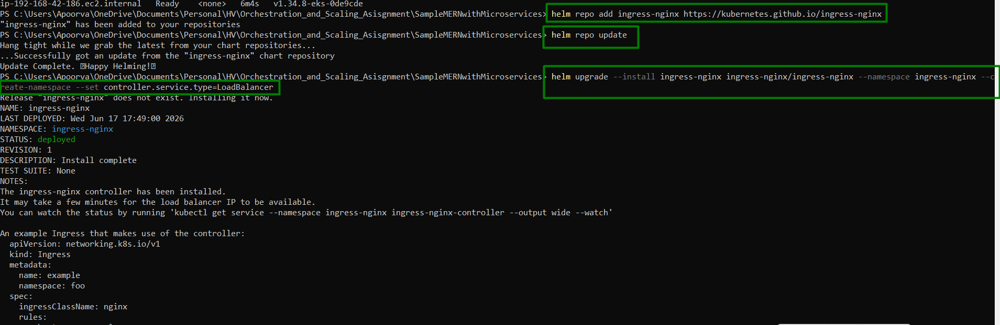 ip-192-168-42-186.ec2.internal   Ready    <none>   6m4s   v1.34.8-eks-0de9cde
PS C:\Users\Apoorva\OneDrive\Documents\Personal\HV\Orchestration_and_Scaling_Asisgnment\SampleMERNwithMicroservices> helm repo add ingress-nginx https://kubernetes.github.io/ingress-nginx
"ingress-nginx" has been added to your repositories
PS C:\Users\Apoorva\OneDrive\Documents\Personal\HV\Orchestration_and_Scaling_Asisgnment\SampleMERNwithMicroservices> helm repo update
Hang tight while we grab the latest from your chart repositories...
...Successfully got an update from the "ingress-nginx" chart repository
Update Complete. ⎈Happy Helming!⎈
PS C:\Users\Apoorva\OneDrive\Documents\Personal\HV\Orchestration_and_Scaling_Asisgnment\SampleMERNwithMicroservices> helm upgrade --install ingress-nginx ingress-nginx/ingress-nginx --namespace ingress-nginx --c
reate-namespace --set controller.service.type=LoadBalancer
Release "ingress-nginx" does not exist. Installing it now.
NAME: ingress-nginx
LAST DEPLOYED: Wed Jun 17 17:49:00 2026
NAMESPACE: ingress-nginx
STATUS: deployed
REVISION: 1
DESCRIPTION: Install complete
TEST SUITE: None
NOTES:
The ingress-nginx controller has been installed.
It may take a few minutes for the load balancer IP to be available.
You can watch the status by running 'kubectl get service --namespace ingress-nginx ingress-nginx-controller --output wide --watch'
An example Ingress that makes use of the controller:
  apiVersion: networking.k8s.io/v1
  kind: Ingress
  metadata:
    name: example
    namespace: foo
  spec:
    ingressClassName: nginx
    rules: